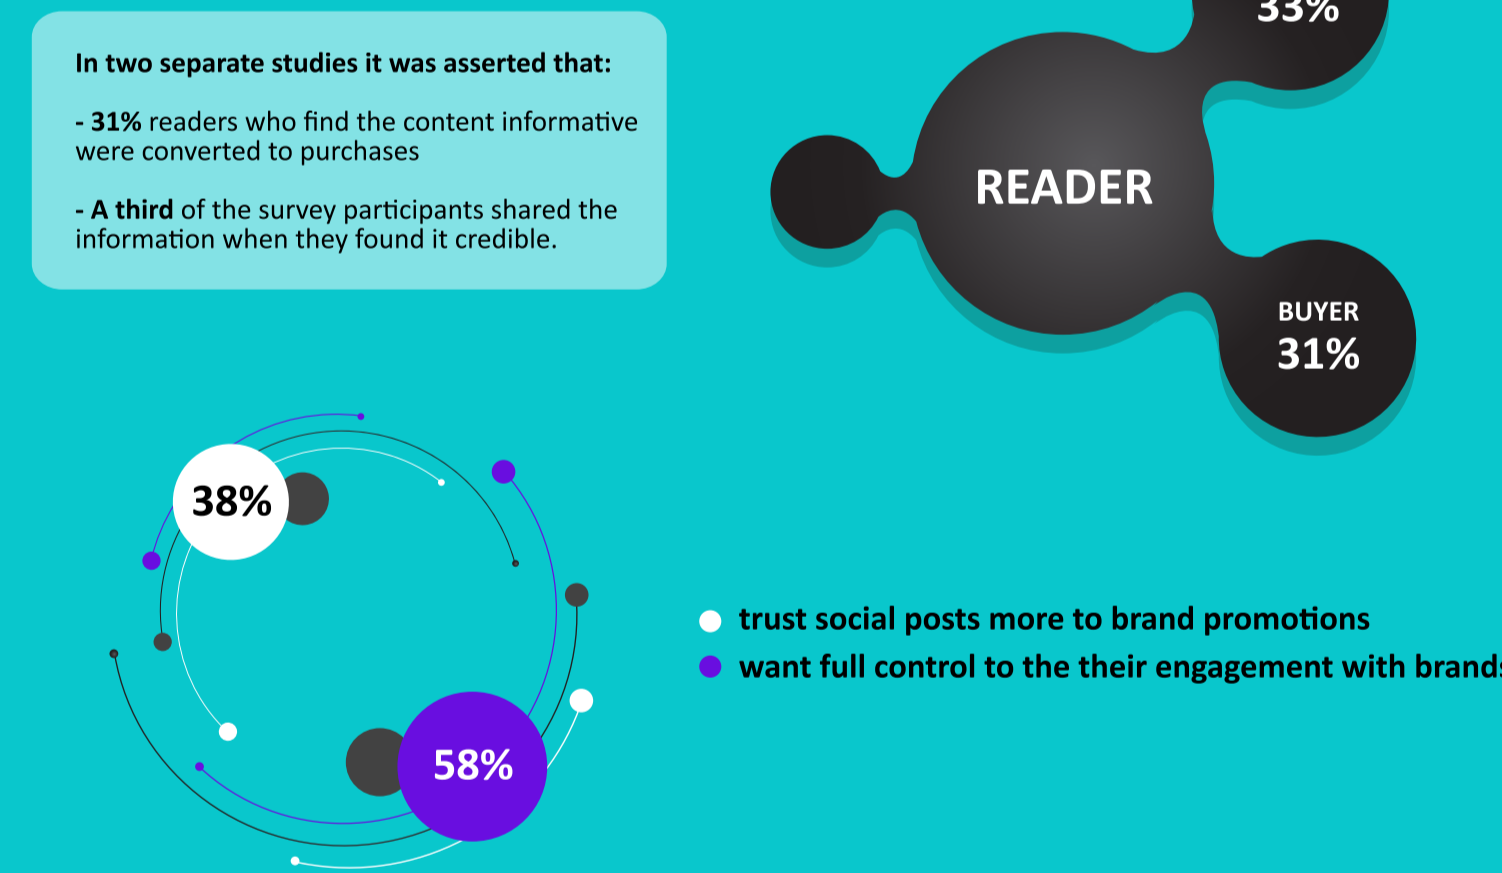 In two separate studies it was asserted that:
- 31% readers who find the content informative
were converted to purchases
- A third of the survey participants shared the
information when they found it credible.
33%
READER
BUYER
31%
38%
58%
trust social posts more to brand promotions
want full control to the their engagement with brands